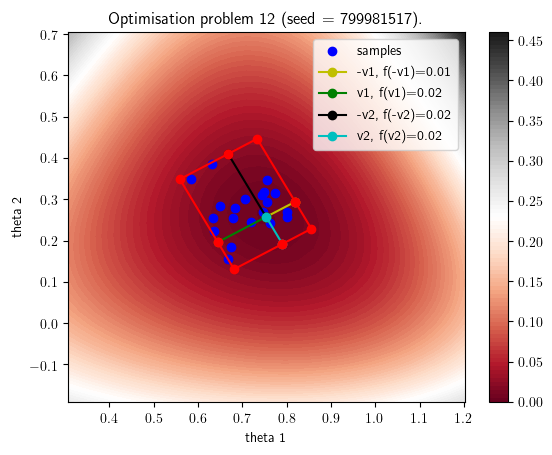 Optimisation problem 12 (seed = 799981517).
samples
-v1, f(-v1)=0.01
v1, f(v1)=0.02
-v2, f(-v2)=0.02
v2, f(v2)=0.02
theta 2
0.7
0.6
0.5
0.4
0.3
0.2
0.1
0.0
−0.1
0.4 0.5 0.6 0.7 0.8 0.9 1.0 1.1 1.2
theta 1
0.45
0.40
0.35
0.30
0.25
0.20
0.15
0.10
0.05
0.00